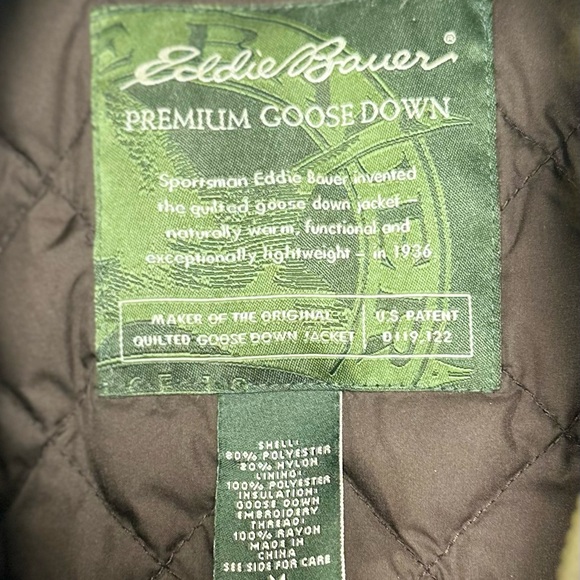 Eddie Bauer®
PREMIUM GOOSE DOWN
Sportsman Eddie Bauer invented
the quilted goose down jacket—
naturally warm, functional and
exceptionally lightweight – in 1936
MAKER OF THE ORIGINAL
QUILTED GOOSE DOWN JACKET
U.S. PATENT
D119,122
SHELL:
80% POLYESTER
20% NYLON
LINING:
100% POLYESTER
INSULATION:
GOOSE DOWN
EMBROIDERY
THREAD:
100% RAYON
MADE IN
CHINA
SEE SIDE FOR CARE
M